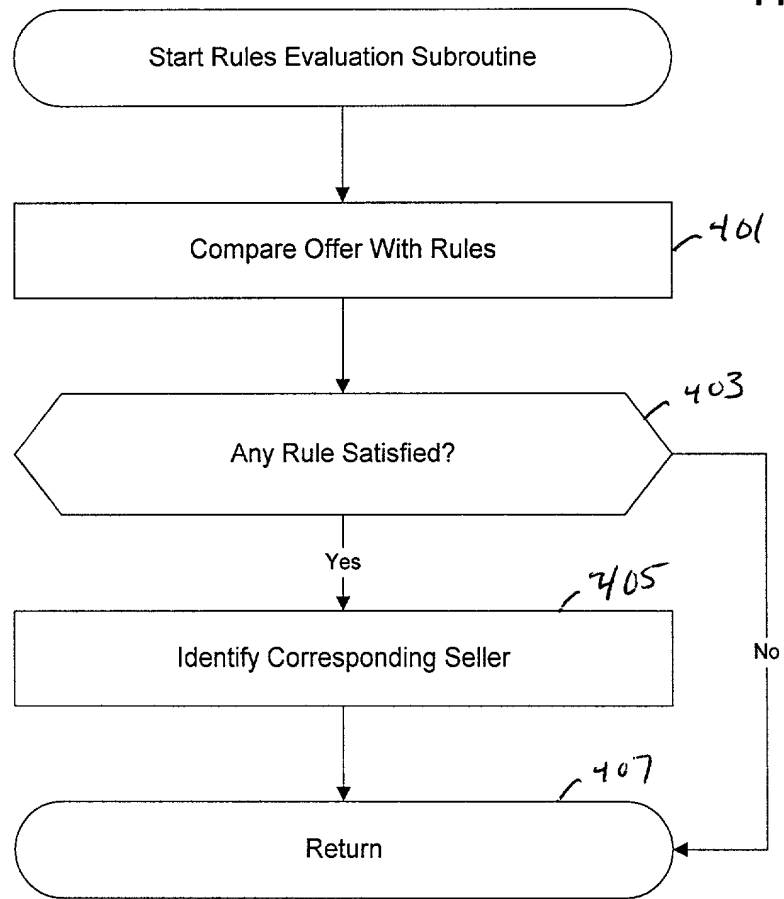 Start Rules Evaluation Subroutine
Compare Offer With Rules
401
403
Any Rule Satisfied?
Yes
405
Identify Corresponding Seller
No
407
Return